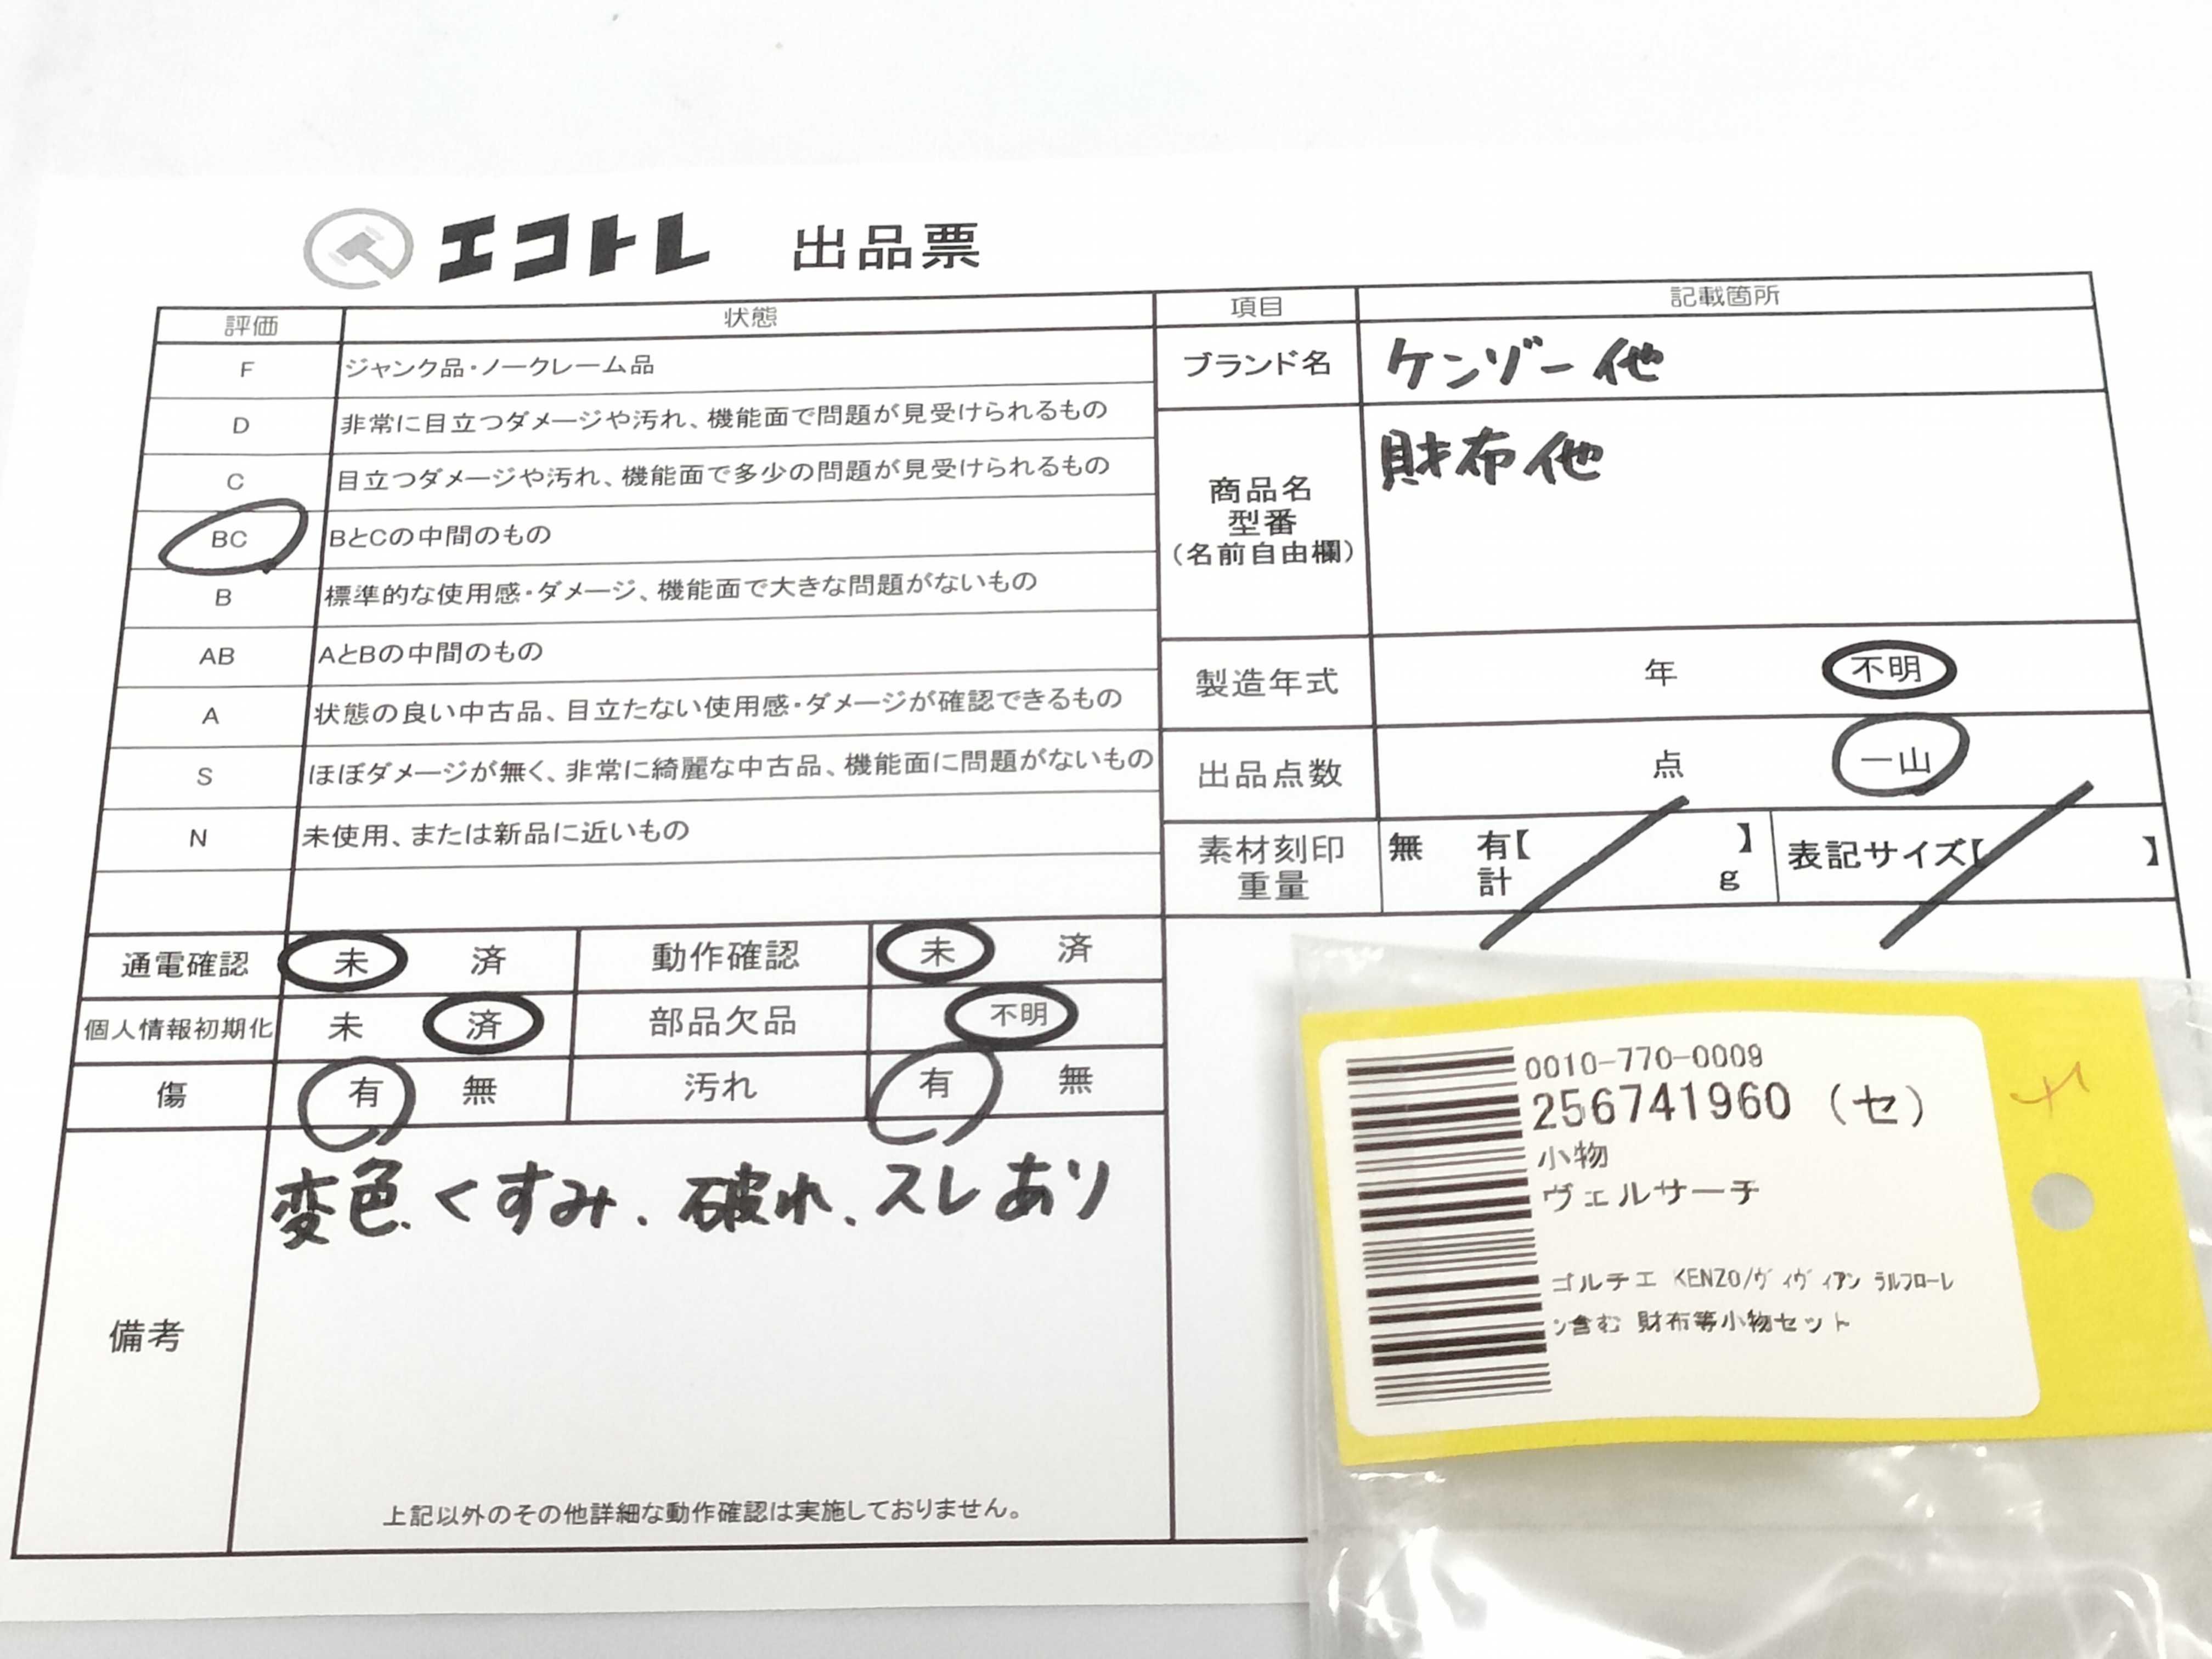 エコトレ 出品票
評価 状態
F ジャンク品・ノークレーム品
D 非常に目立つダメージや汚れ、機能面で問題が見受けられるもの
C 目立つダメージや汚れ、機能面で多少の問題が見受けられるもの
BC BとCの中間のもの
B 標準的な使用感・ダメージ、機能面で大きな問題がないもの
AB AとBの中間のもの
A 状態の良い中古品、目立たない使用感・ダメージが確認できるもの
S ほぼダメージが無く、非常に綺麗な中古品、機能面に問題がないもの
N 未使用、または新品に近いもの
項目 記載箇所
ブランド名 ケンゾー他
商品名
型番
(名前自由欄)
財布他
製造年式 年 不明
出品点数 点 一山
素材刻印 無 有【 】 表記サイズ【 】
重量 計 g
通電確認 未 済 動作確認 未 済
個人情報初期化 未 済 部品欠品 不明
傷 有 無 汚れ 有 無
備考
変色、くすみ、破れ、スレあり
上記以外のその他詳細な動作確認は実施しておりません。
0010-770-0009
256741960 (セ)
小物
ヴェルサーチ
ゴルチエ KENZO/ヴィヴィアン ラルフローレ
ン含む 財布等小物セット